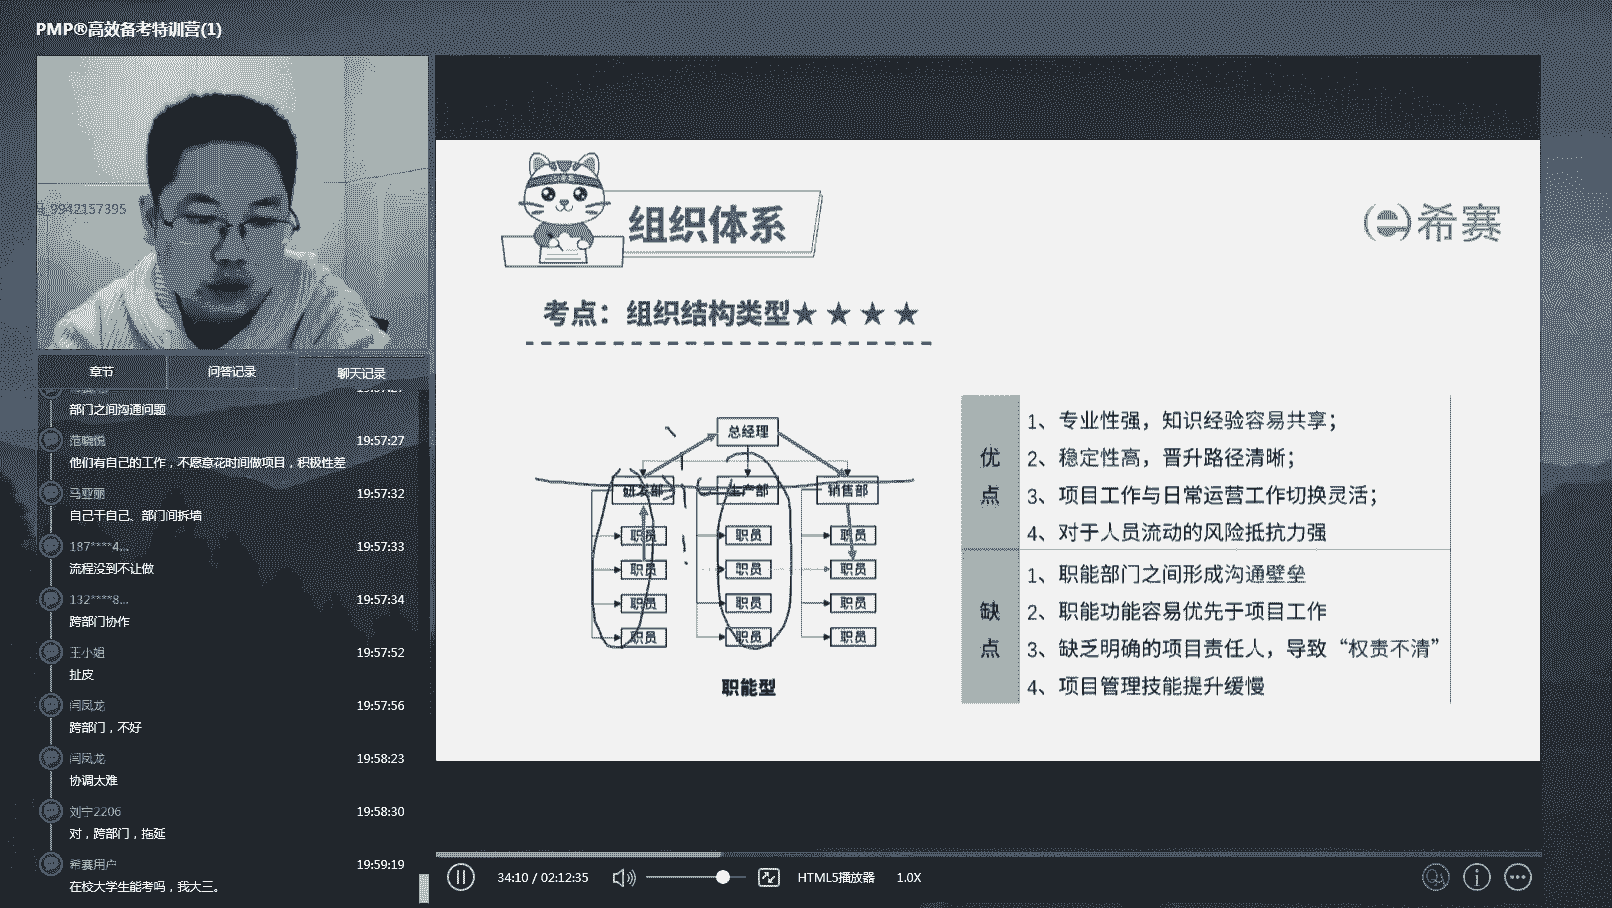 PMP®高效备考特训营(1)
9942157395
章节
问答记录
聊天记录
部门之间沟通问题
范晓悦
19:57:27
他们有自己的工作，不愿意花时间做项目，积极性差
马亚丽
19:57:32
自己干自己、部门间拆墙
187****4...
19:57:33
流程没到不让做
132****8...
19:57:34
跨部门协作
王小娟
19:57:52
扯皮
闫凤龙
19:57:56
跨部门，不好
闫凤龙
19:58:23
协调太难
刘宁2206
19:58:30
对，跨部门，拖延
希赛用户
19:59:19
在校大学生能考吗，我大三。
组织体系
希赛
考点：组织结构类型★★★★
总经理
研发部
生产部
销售部
职员
职员
职员
职员
职员
职员
职员
职员
职员
职员
职员
职员
职能型
优点
1、专业性强，知识经验容易共享；
2、稳定性高，晋升路径清晰；
3、项目工作与日常运营工作切换灵活；
4、对于人员流动的风险抵抗力强
缺点
1、职能部门之间形成沟通壁垒
2、职能功能容易优先于项目工作
3、缺乏明确的项目责任人，导致“权责不清”
4、项目管理技能提升缓慢
34:10 / 02:12:35
HTML5播放器
1.0X